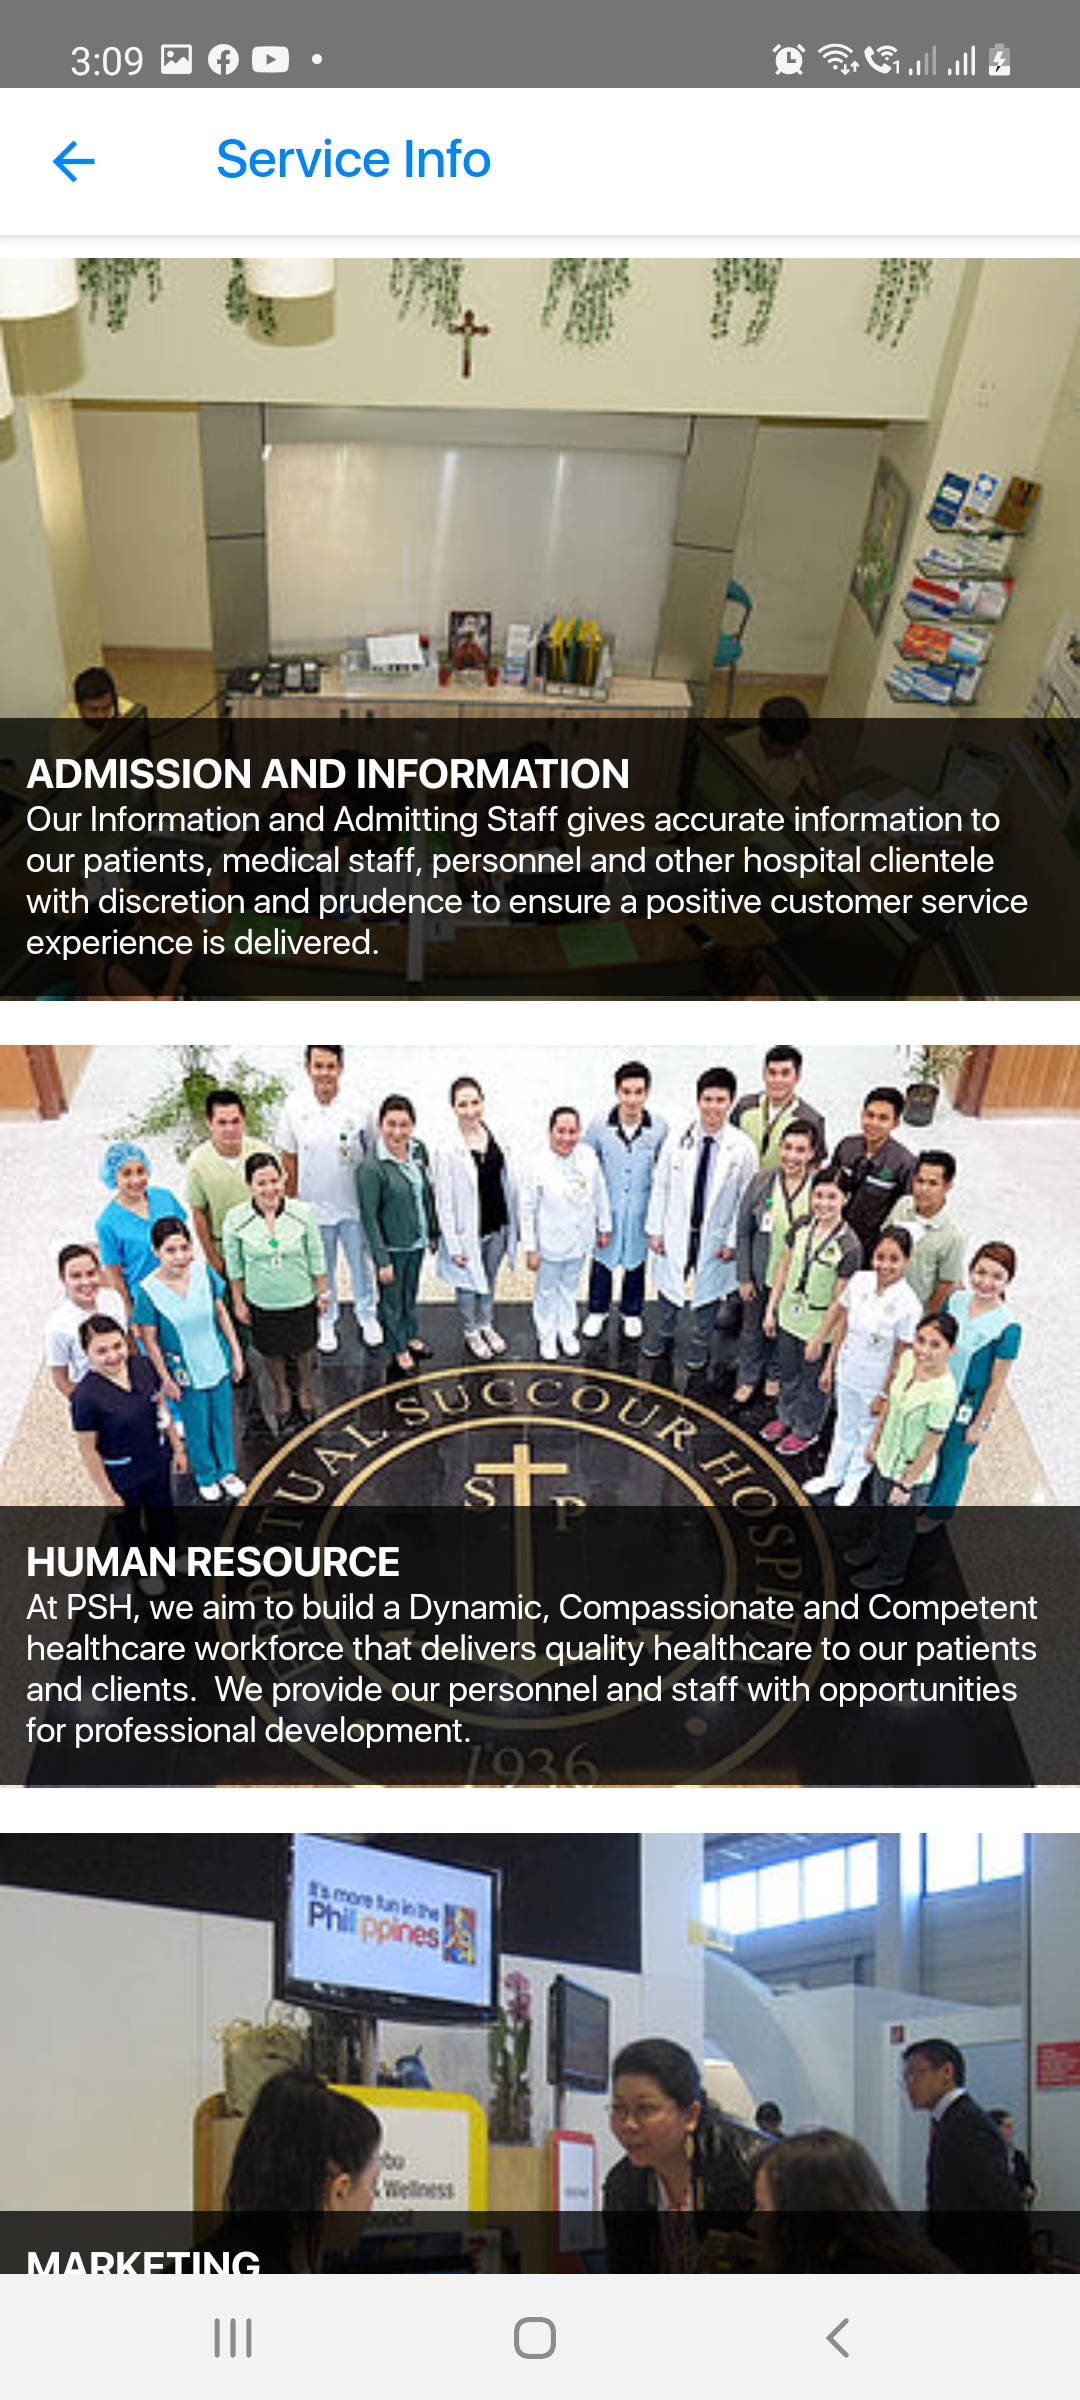 3:09
Service Info
ADMISSION AND INFORMATION
Our Information and Admitting Staff gives accurate information to
our patients, medical staff, personnel and other hospital clientele
with discretion and prudence to ensure a positive customer service
experience is delivered.
SUCCOUR HOSPITAL
S P
HUMAN RESOURCE
At PSH, we aim to build a Dynamic, Compassionate and Competent
healthcare workforce that delivers quality healthcare to our patients
and clients.  We provide our personnel and staff with opportunities
for professional development.
1936
It's more fun in the
Philippines
Wellness
MARKETING